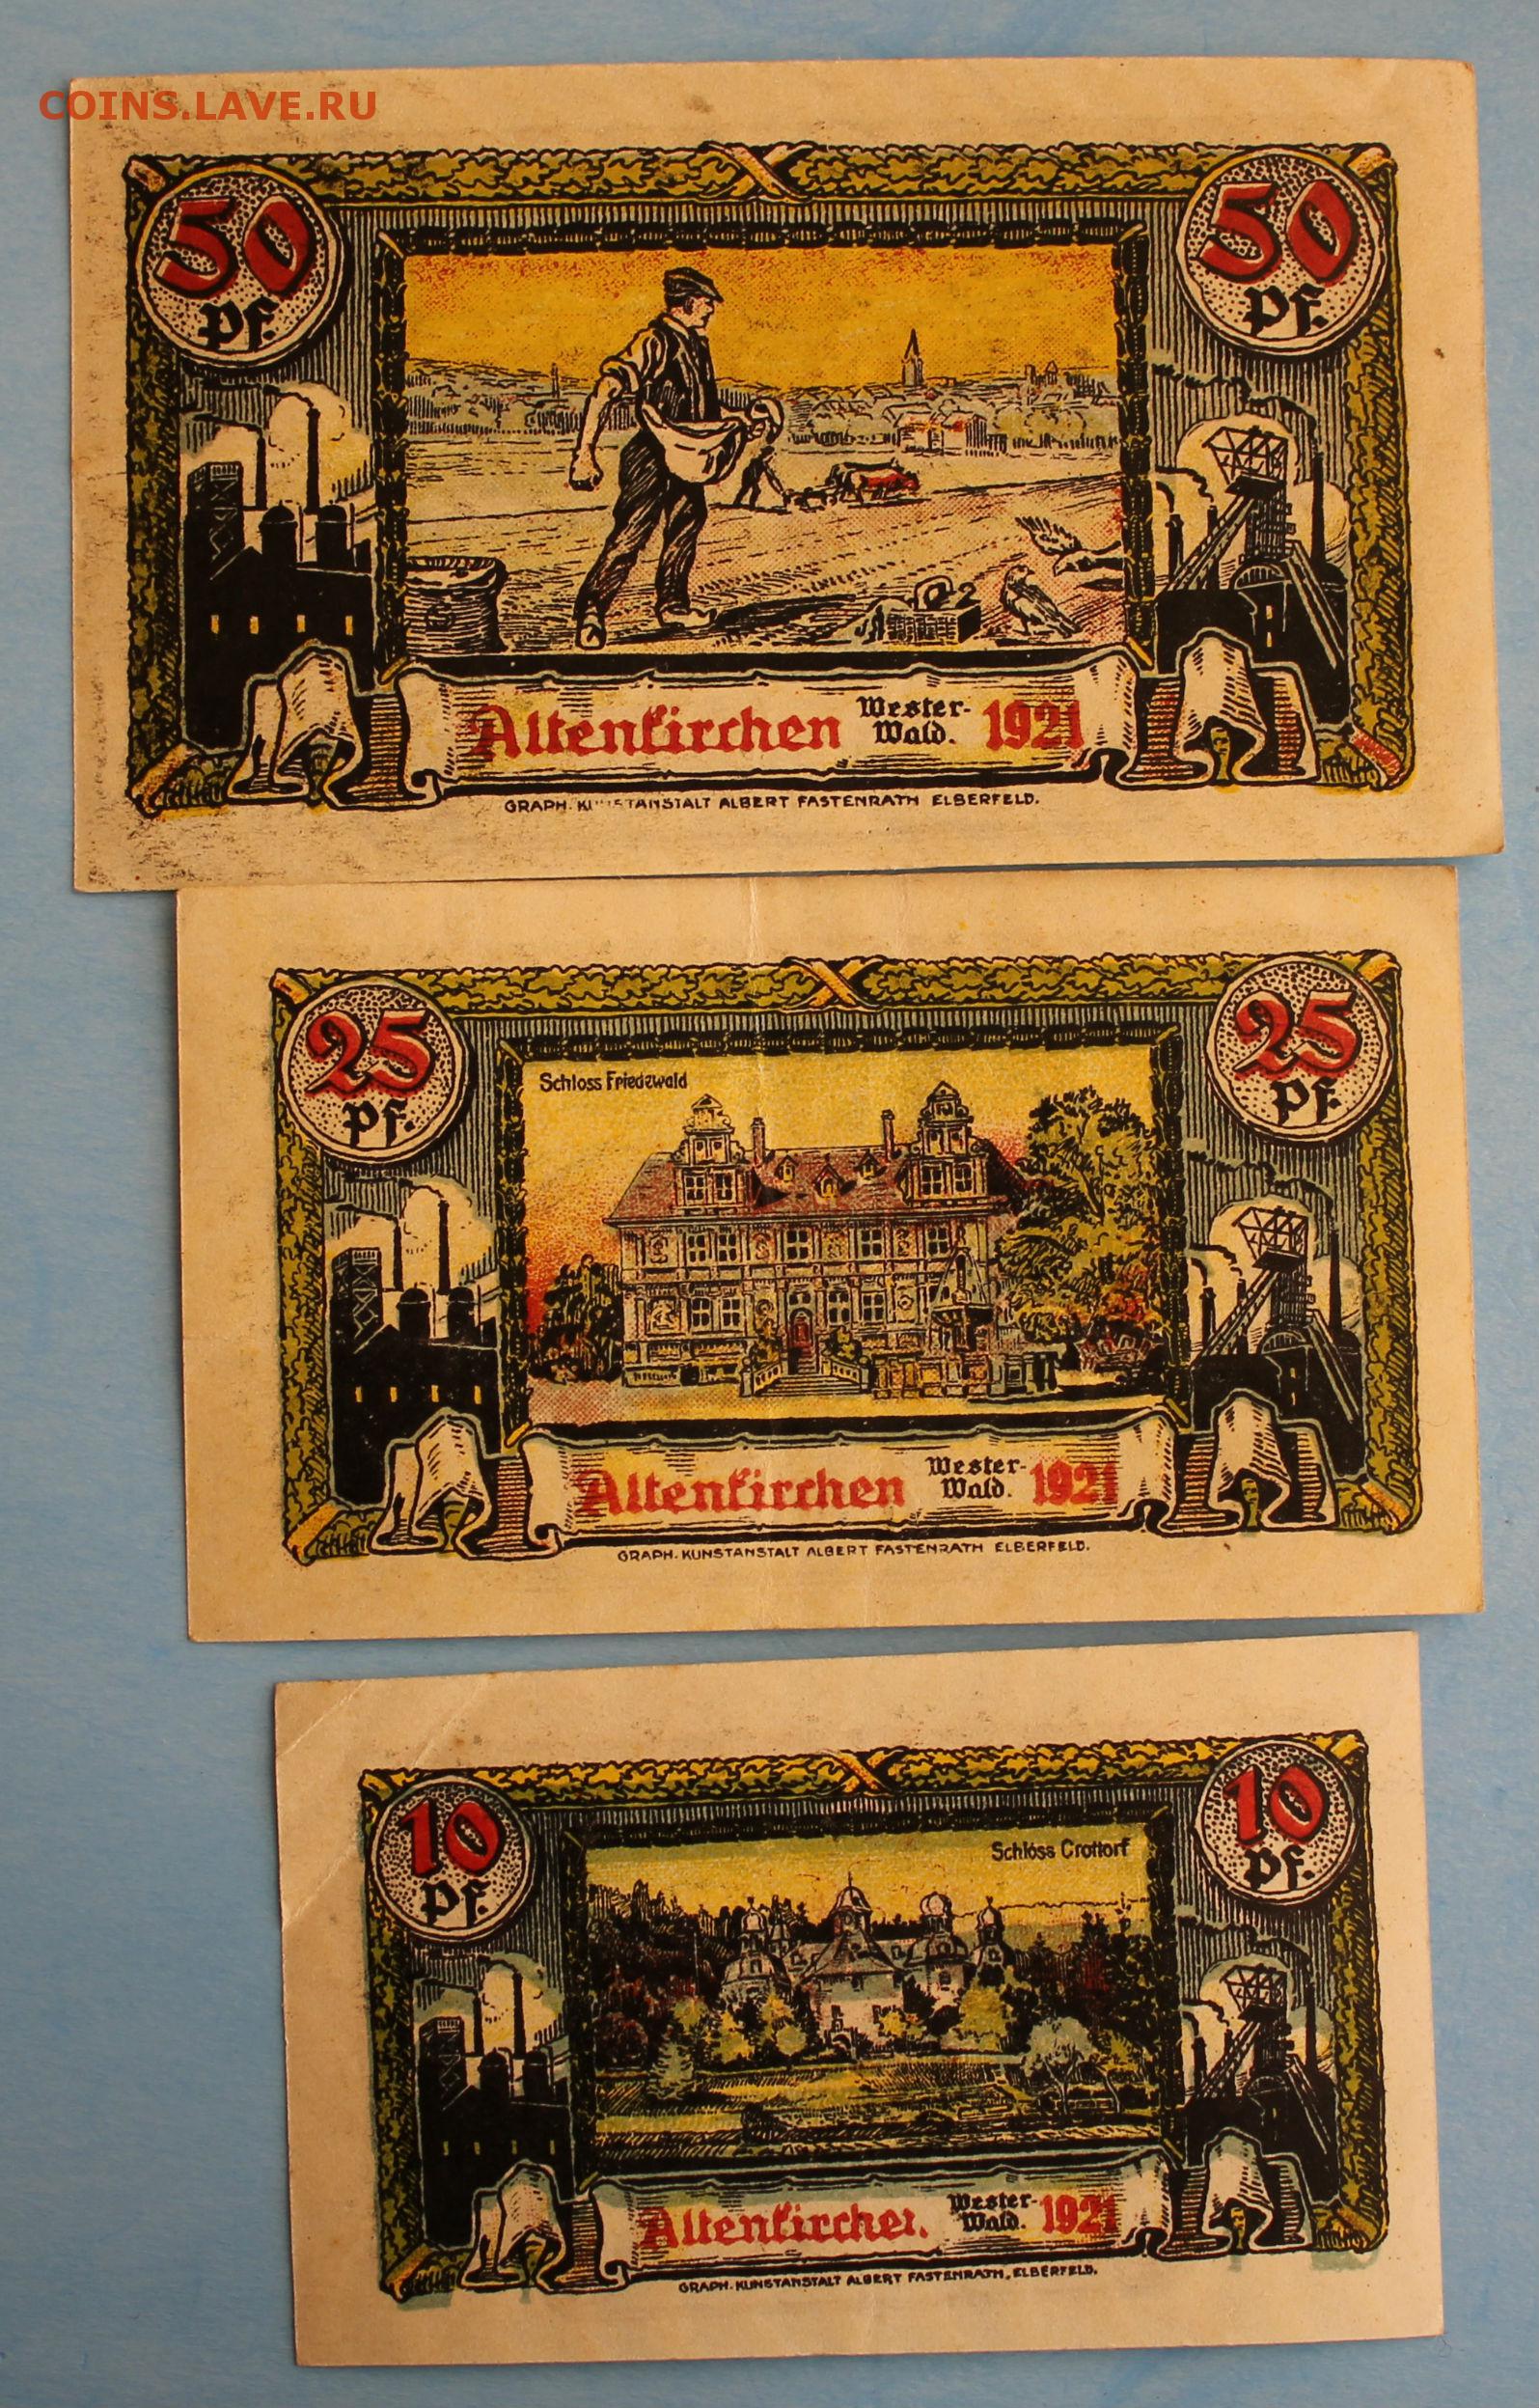 COINS.LAVE.RU
50 Pf.
50 Pf.
Altenkirchen Wester-Wald. 1921
GRAPH. KUNSTANSTALT ALBERT FASTENRATH ELBERFELD.
25 Pf.
25 Pf.
Schloss Friedewald
Altenkirchen Wester-Wald. 1921
GRAPH. KUNSTANSTALT ALBERT FASTENRATH ELBERFELD.
10 Pf.
10 Pf.
Schloss Crottorf
Altenkirchen Wester-Wald. 1921
GRAPH. KUNSTANSTALT ALBERT FASTENRATH, ELBERFELD.